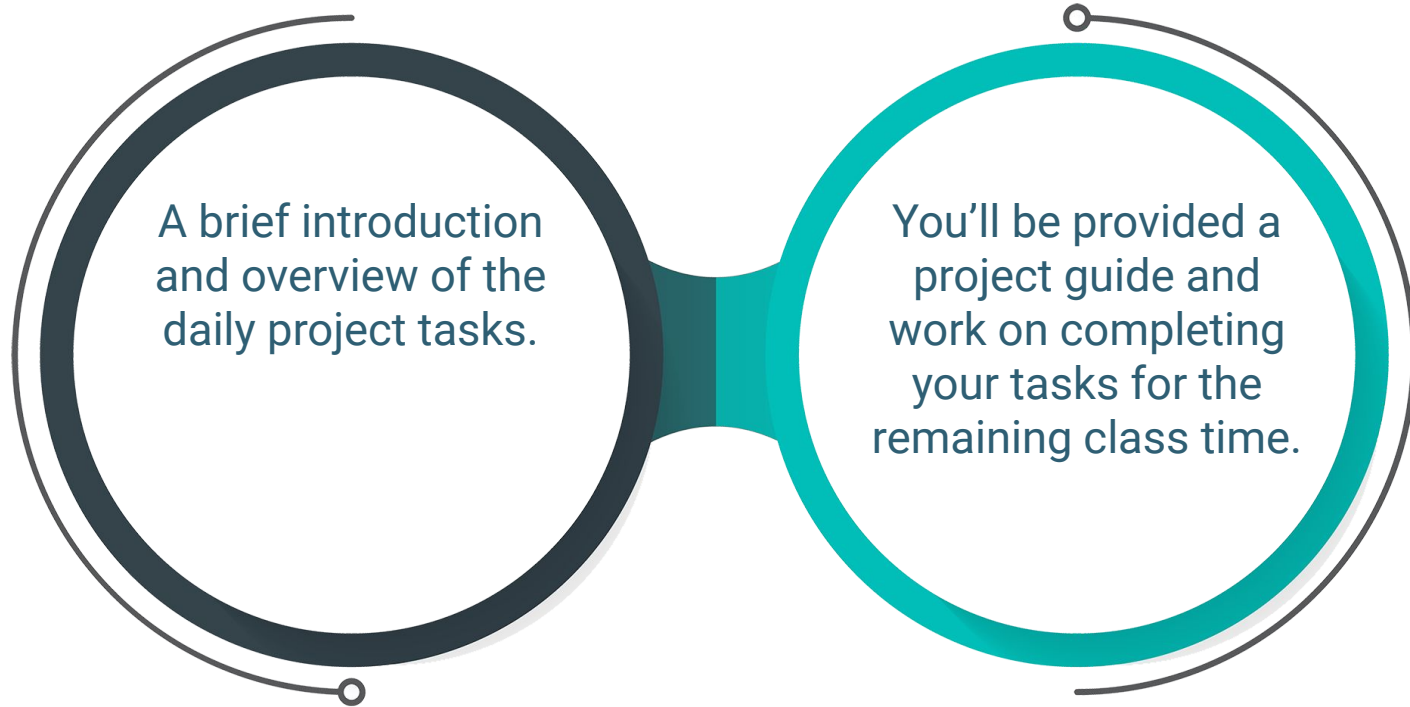 A brief introduction
and overview of the
daily project tasks.
You’ll be provided a
project guide and
work on completing
your tasks for the
remaining class time.